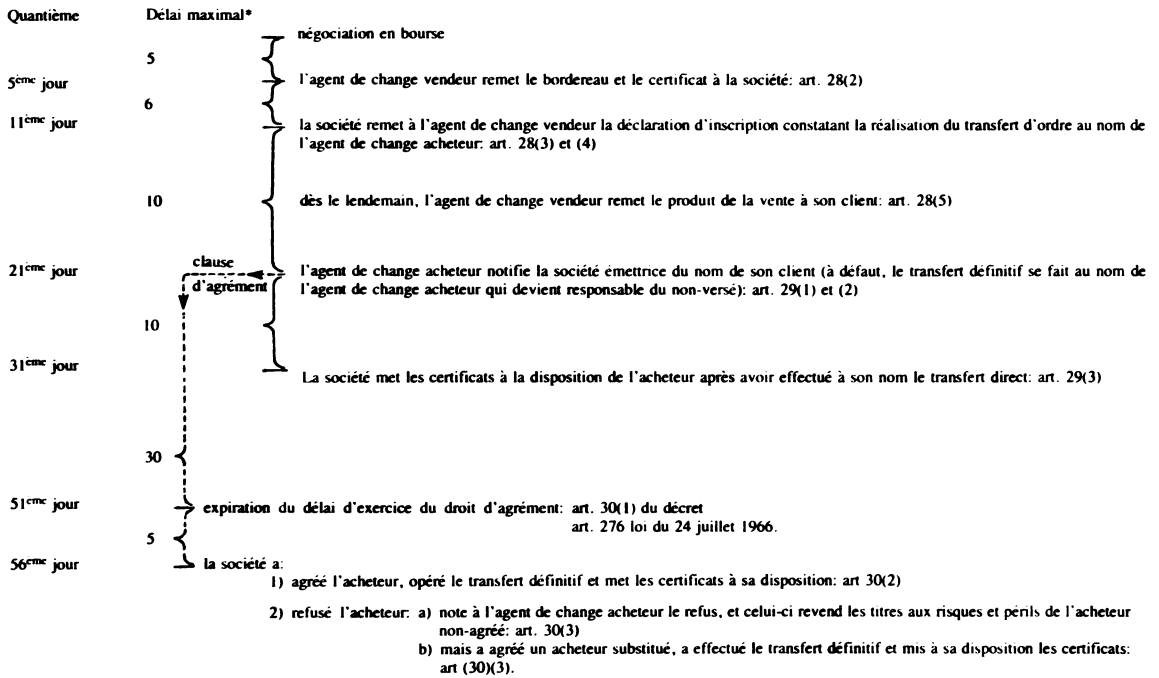 Quantième Délai maximal*
négociation en bourse
5
5ème jour l'agent de change vendeur remet le bordereau et le certificat à la société: art. 28(2)
6
11ème jour la société remet à l'agent de change vendeur la déclaration d'inscription constatant la réalisation du transfert d'ordre au nom de
l'agent de change acheteur: art. 28(3) et (4)
10 dès le lendemain, l'agent de change vendeur remet le produit de la vente à son client: art. 28(5)
clause
21ème jour l'agent de change acheteur notifie la société émettrice du nom de son client (à défaut, le transfert définitif se fait au nom de
d'agrément l'agent de change acheteur qui devient responsable du non-versé): art. 29(1) et (2)
10
31ème jour
La société met les certificats à la disposition de l'acheteur après avoir effectué à son nom le transfert direct: art. 29(3)
30
51eme jour expiration du délai d'exercice du droit d'agrément: art. 30(1) du décret
art. 276 loi du 24 juillet 1966.
5
56eme jour la société a:
1) agréé l'acheteur, opéré le transfert définitif et met les certificats à sa disposition: art 30(2)
2) refusé l'acheteur: a) note à l'agent de change acheteur le refus, et celui-ci revend les titres aux risques et périls de l'acheteur
non-agréé: art. 30(3)
b) mais a agréé un acheteur substitué, a effectué le transfert définitif et mis à sa disposition les certificats:
art (30)(3).